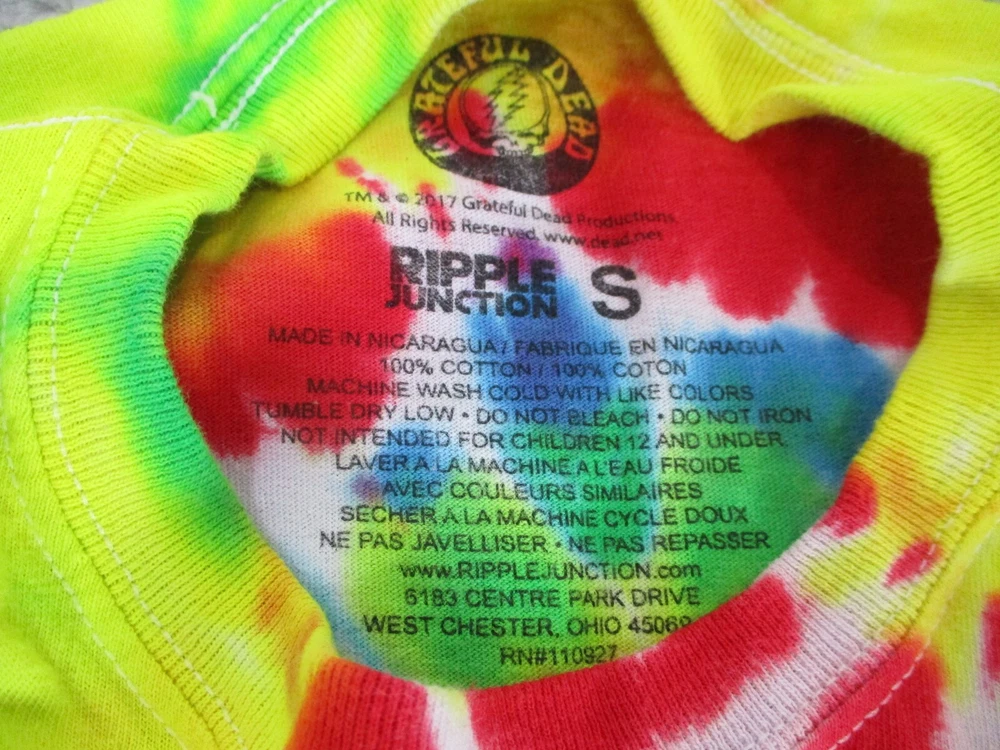 GRATEFUL DEAD
TM & © 2017 Grateful Dead Productions.
All Rights Reserved. www.dead.net
RIPPLE
JUNCTION
S
MADE IN NICARAGUA / FABRIQUE EN NICARAGUA
100% COTTON / 100% COTON
MACHINE WASH COLD WITH LIKE COLORS
TUMBLE DRY LOW • DO NOT BLEACH • DO NOT IRON
NOT INTENDED FOR CHILDREN 12 AND UNDER.
LAVER A LA MACHINE A L'EAU FROIDE
AVEC COULEURS SIMILAIRES
SECHER A LA MACHINE CYCLE DOUX
NE PAS JAVELLISER • NE PAS REPASSER
www.RIPPLEJUNCTION.com
6183 CENTRE PARK DRIVE
WEST CHESTER, OHIO 45069
RN#110927